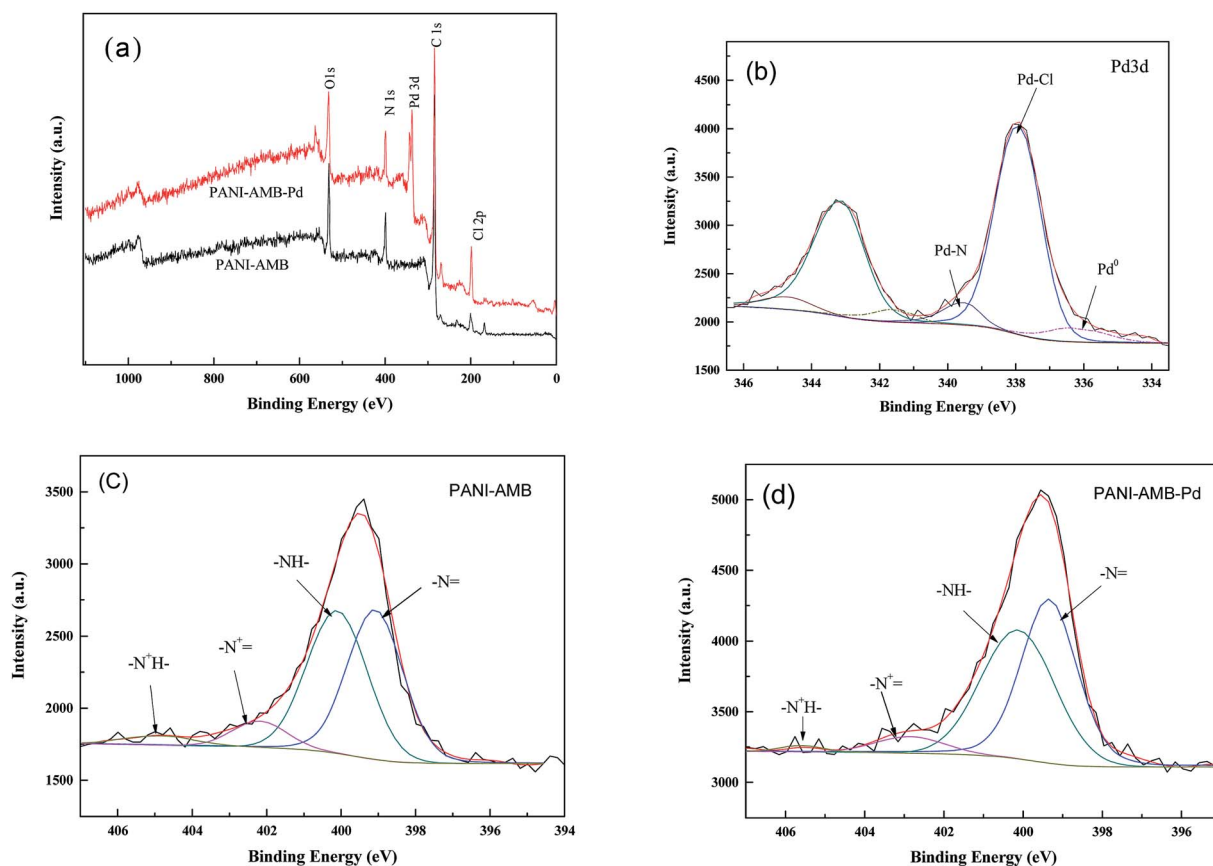 (a)
O1s
N 1s
Pd 3d
C 1s
Cl 2p
PANI-AMB-Pd
PANI-AMB
Intensity (a.u.)
1000 800 600 400 200 0
Binding Energy (eV)
(b)
Pd3d
Pd-Cl
Pd-N
Pd⁰
Intensity (a.u.)
4500
4000
3500
3000
2500
2000
1500
346 344 342 340 338 336 334
Binding Energy (eV)
(C)
PANI-AMB
-NH-
-N=
-N⁺=
-N⁺H-
Intensity (a.u.)
3500
3000
2500
2000
1500
406 404 402 400 398 396 394
Binding Energy (eV)
(d)
PANI-AMB-Pd
-NH-
-N=
-N⁺=
-N⁺H-
Intensity (a.u.)
5000
4500
4000
3500
3000
406 404 402 400 398 396
Binding Energy (eV)